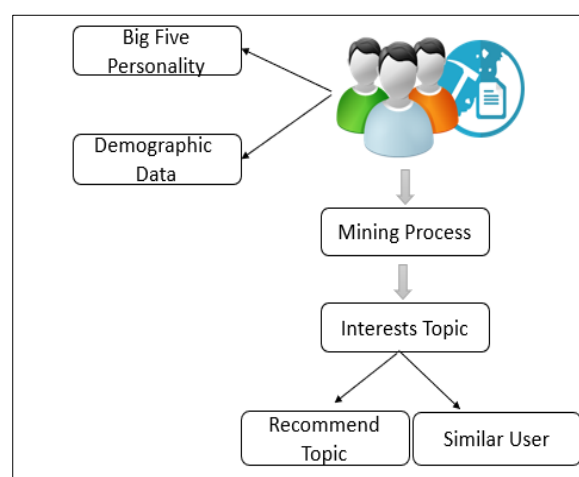 Big Five
Personality
Demographic
Data
Mining Process
Interests Topic
Recommend
Topic
Similar User